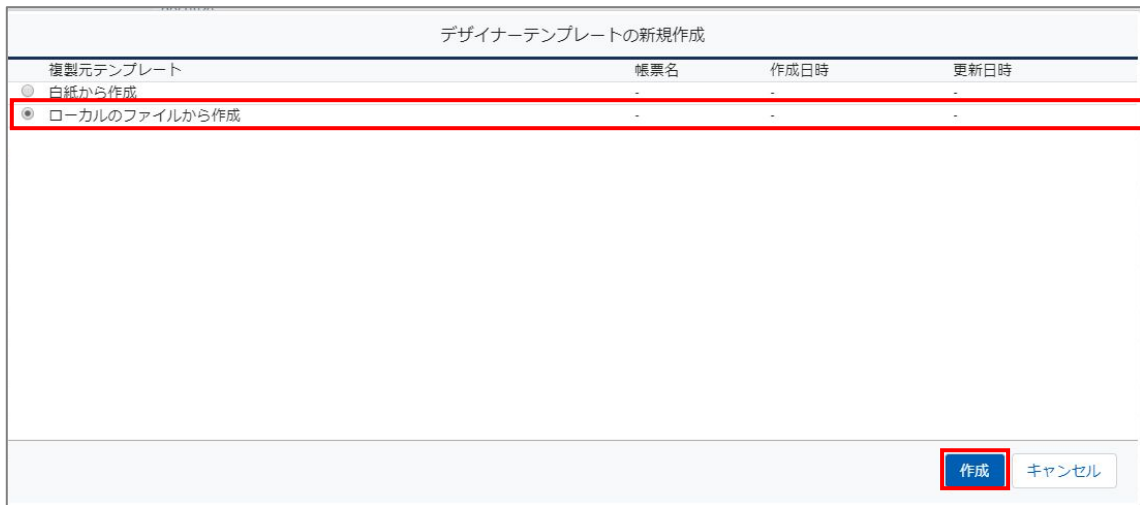 デザイナーテンプレートの新規作成
複製元テンプレート 帳票名 作成日時 更新日時
白紙から作成 - - -
ローカルのファイルから作成 - - -
作成 キャンセル